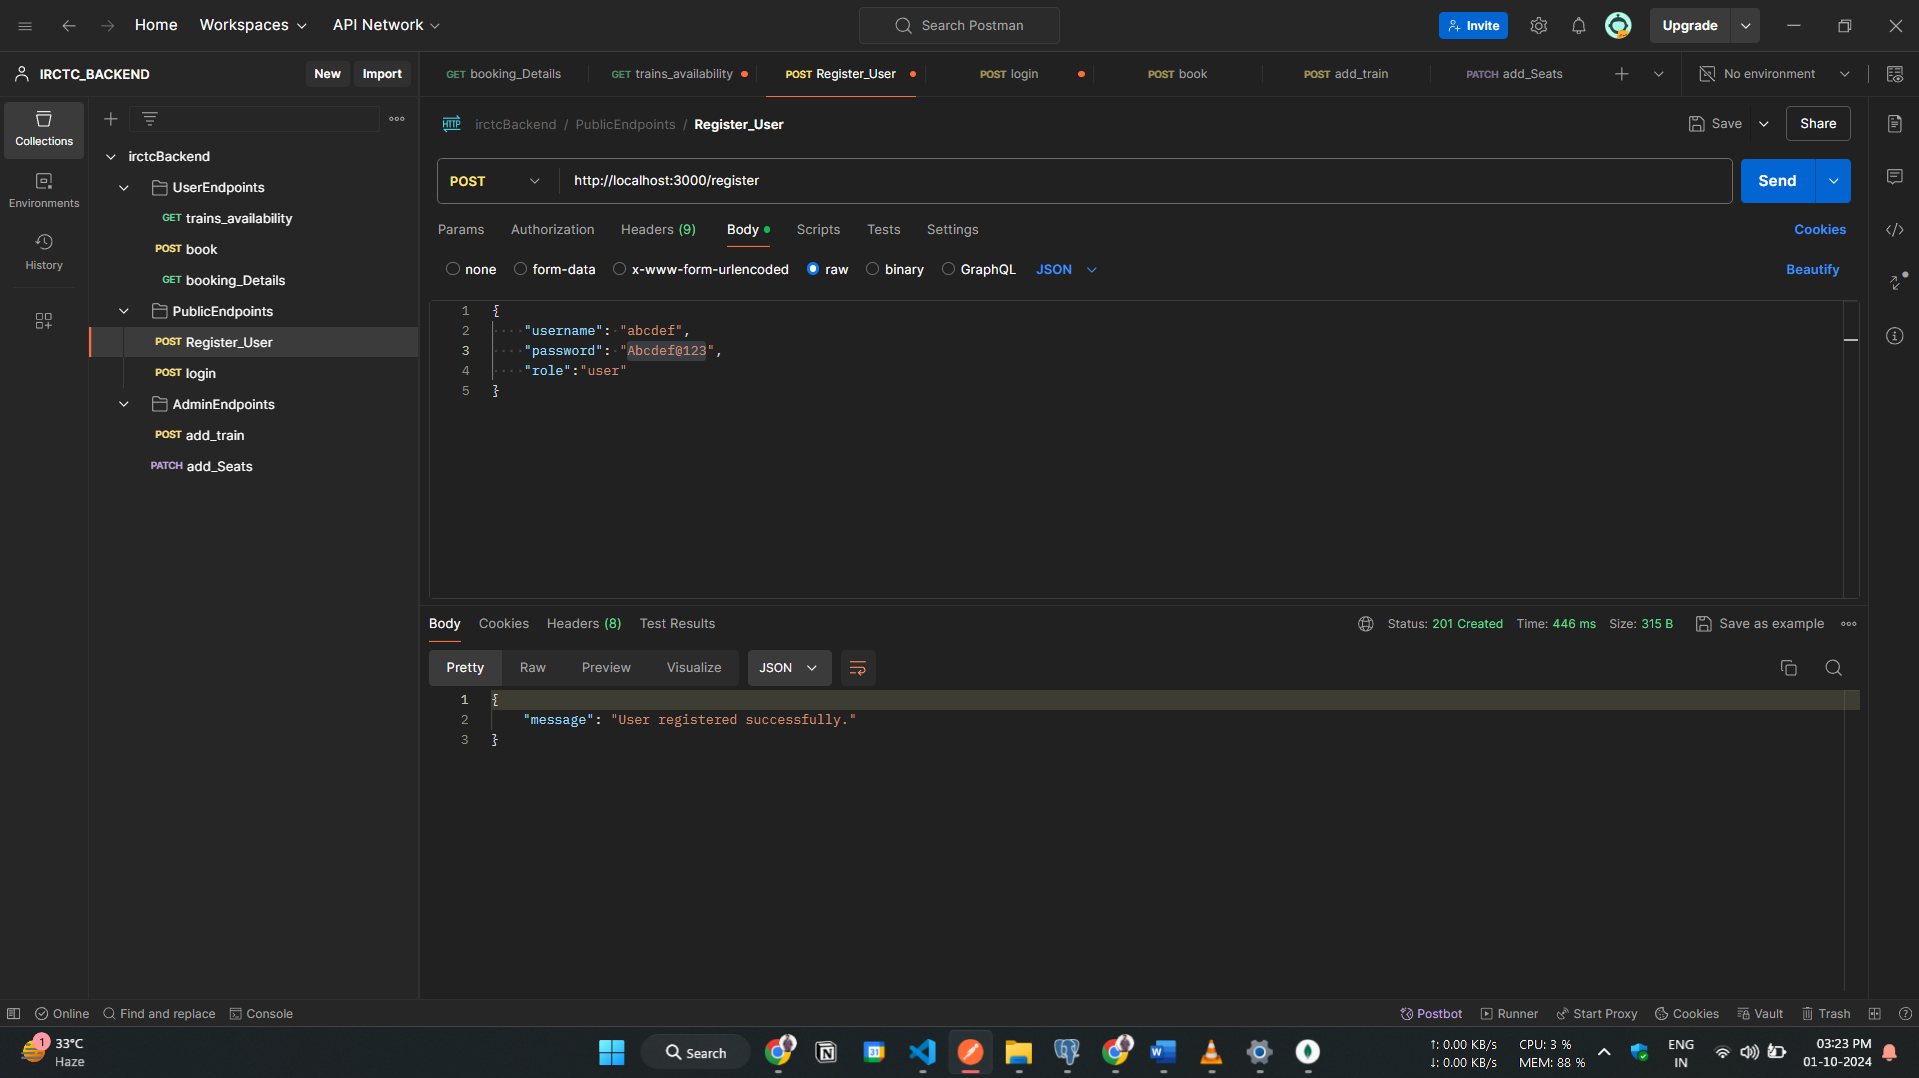 Home Workspaces API Network Search Postman Invite Upgrade
IRCTC_BACKEND New Import GET booking_Details GET trains_availability POST Register_User POST login POST book POST add_train PATCH add_Seats No environment
Collections
Environments
History
irctcBackend
UserEndpoints
GET trains_availability
POST book
GET booking_Details
PublicEndpoints
POST Register_User
POST login
AdminEndpoints
POST add_train
PATCH add_Seats
HTTP irctcBackend / PublicEndpoints / Register_User Save Share
POST http://localhost:3000/register Send
Params Authorization Headers (9) Body Scripts Tests Settings Cookies
none form-data x-www-form-urlencoded raw binary GraphQL JSON Beautify
1 {
2 "username": "abcdef",
3 "password": "Abcdef@123",
4 "role":"user"
5 }
Body Cookies Headers (8) Test Results Status: 201 Created Time: 446 ms Size: 315 B Save as example
Pretty Raw Preview Visualize JSON
1 {
2 "message": "User registered successfully."
3 }
Online Find and replace Console Postbot Runner Start Proxy Cookies Vault Trash
1 33°C
Haze
Search
31
W
↑: 0.00 KB/s
↓: 0.00 KB/s
CPU: 3 %
MEM: 88 %
ENG
IN
03:23 PM
01-10-2024